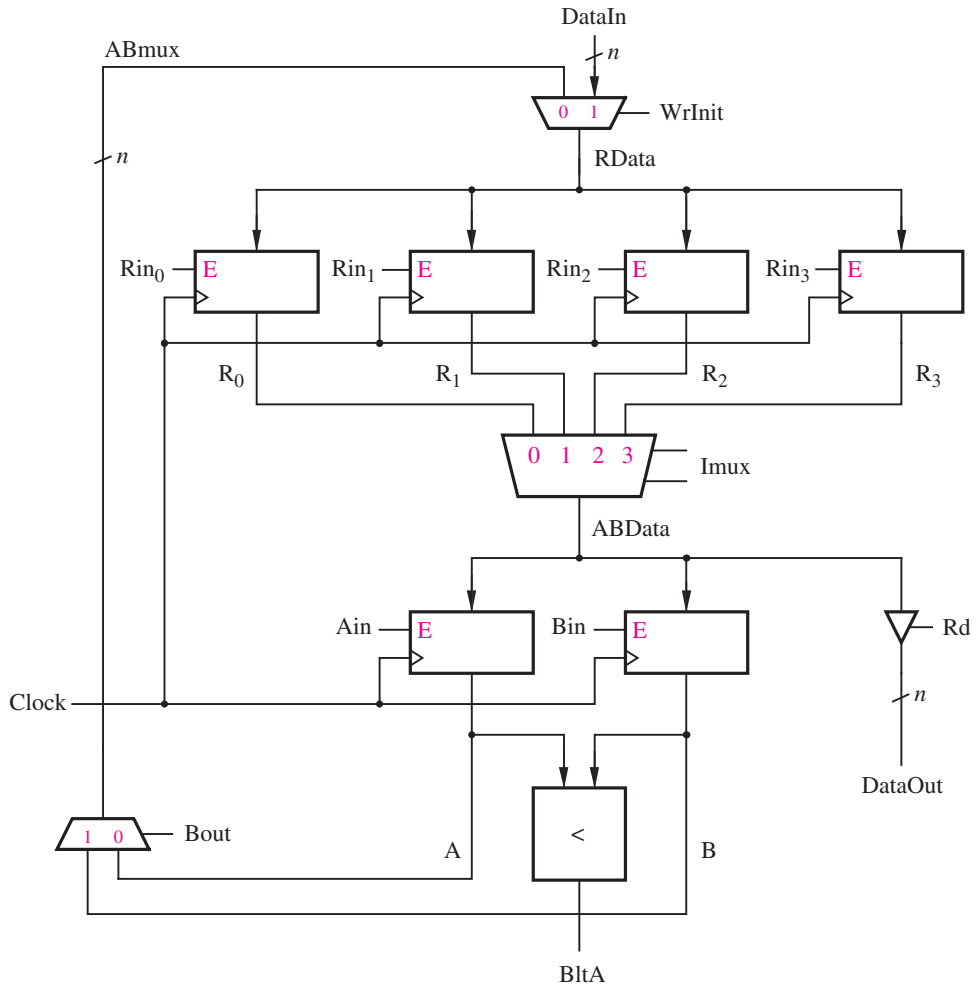 DataIn
ABmux
n
0 1
WrInit
n
RData
Rin0
E
Rin1
E
Rin2
E
Rin3
E
R0
R1
R2
R3
0 1 2 3
Imux
ABData
Ain
E
Bin
E
Rd
Clock
n
DataOut
1 0
Bout
A
<
B
BltA